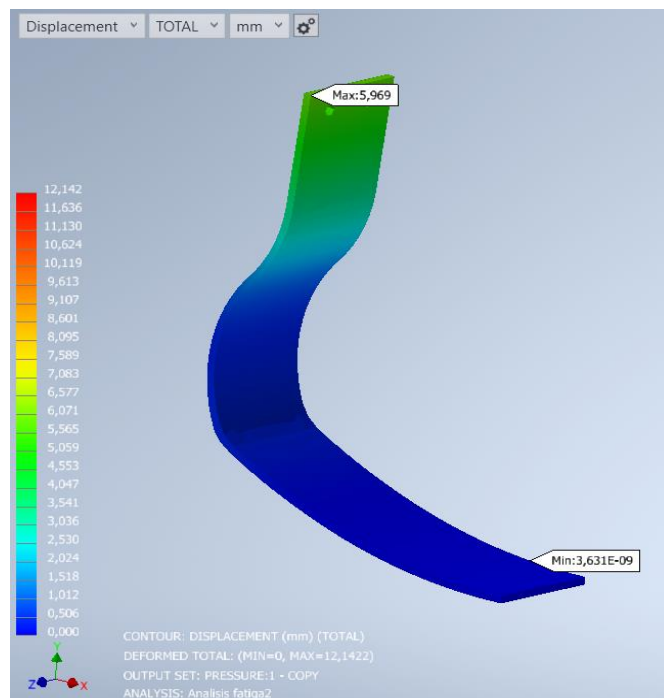 Displacement TOTAL mm
Max:5,969
12,142
11,636
11,130
10,624
10,119
9,613
9,107
8,601
8,095
7,589
7,083
6,577
6,071
5,565
5,059
4,553
4,047
3,541
3,036
2,530
2,024
1,518
1,012
0,506
0,000
Min:3,631E-09
CONTOUR: DISPLACEMENT (mm) (TOTAL)
DEFORMED TOTAL: (MIN=0, MAX=12,1422)
OUTPUT SET: PRESSURE:1 - COPY
ANALYSIS: Analisis fatiga2
Y
Z
X